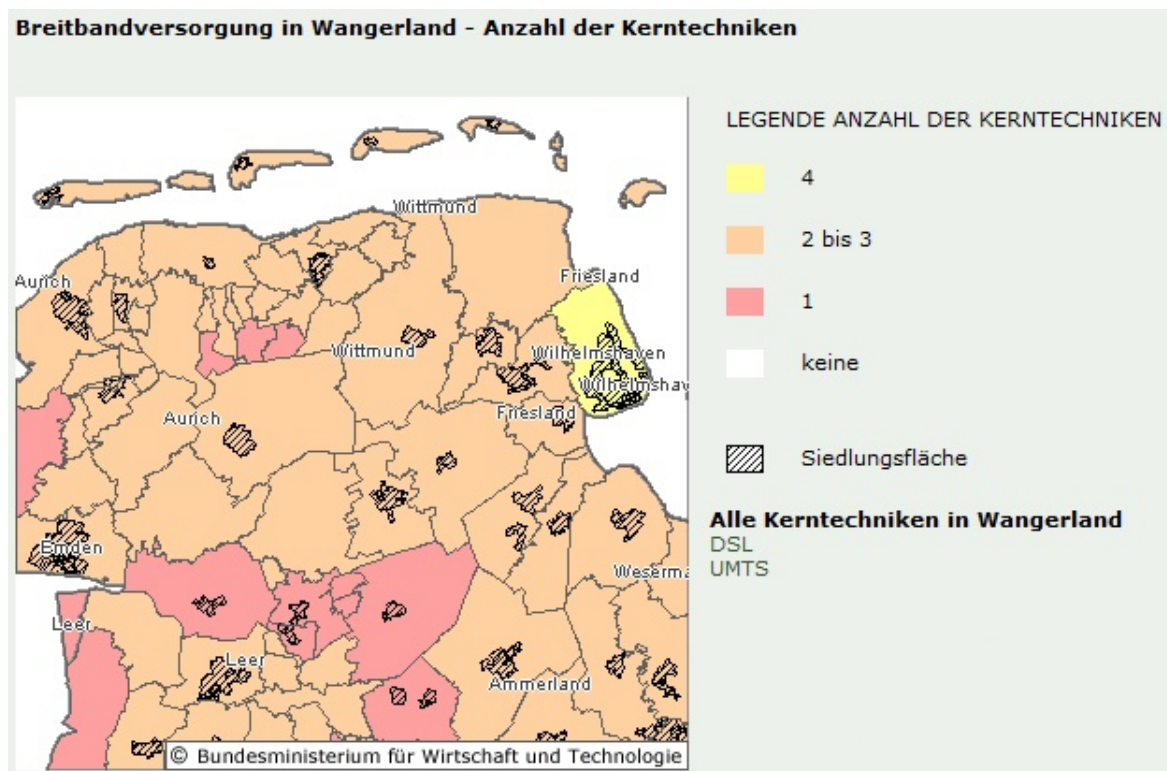 Breitbandversorgung in Wangerland - Anzahl der Kerntechniken
LEGENDE ANZAHL DER KERNTECHNIKEN
4
2 bis 3
1
keine
Siedlungsfläche
Alle Kerntechniken in Wangerland
DSL
UMTS
Wittmund
Aurich
Friesland
Wittmund
Wilhelmshaven
Wilhelmshav
Aurich
Friesland
Emden
Weserma
Leer
Leer
Ammerland
© Bundesministerium für Wirtschaft und Technologie